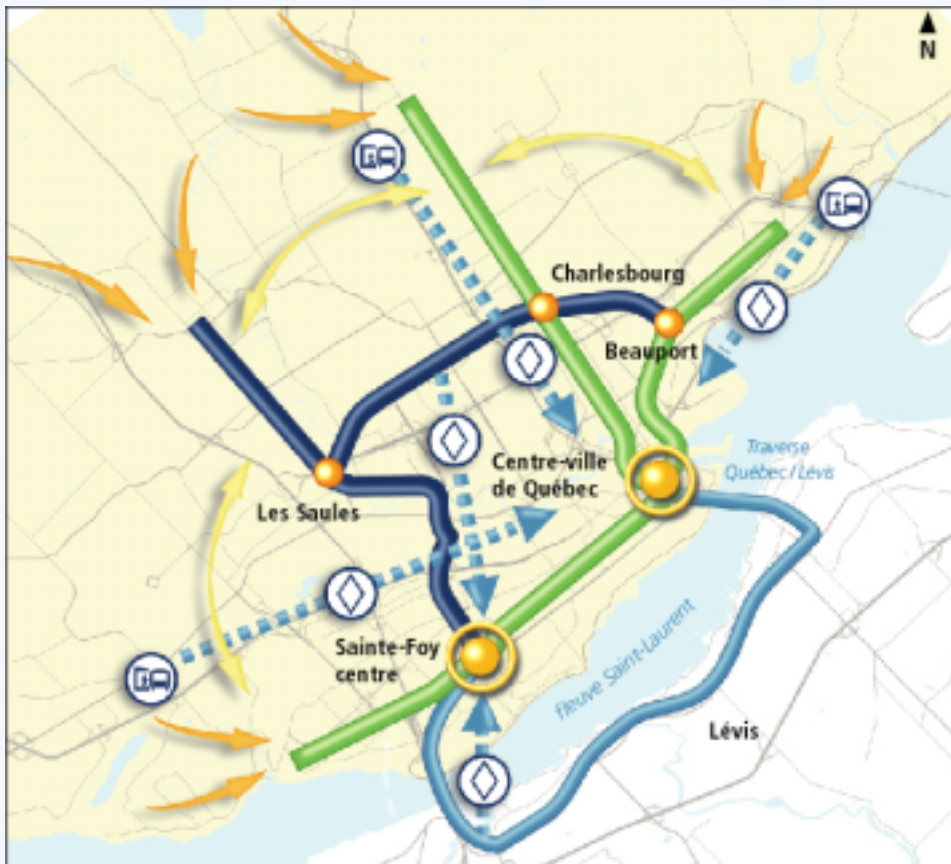 N
Charlesbourg
Beauport
Traverse
Québec / Lévis
Centre-ville
de Québec
Les Saules
Sainte-Foy
centre
fleuve Saint-Laurent
Lévis